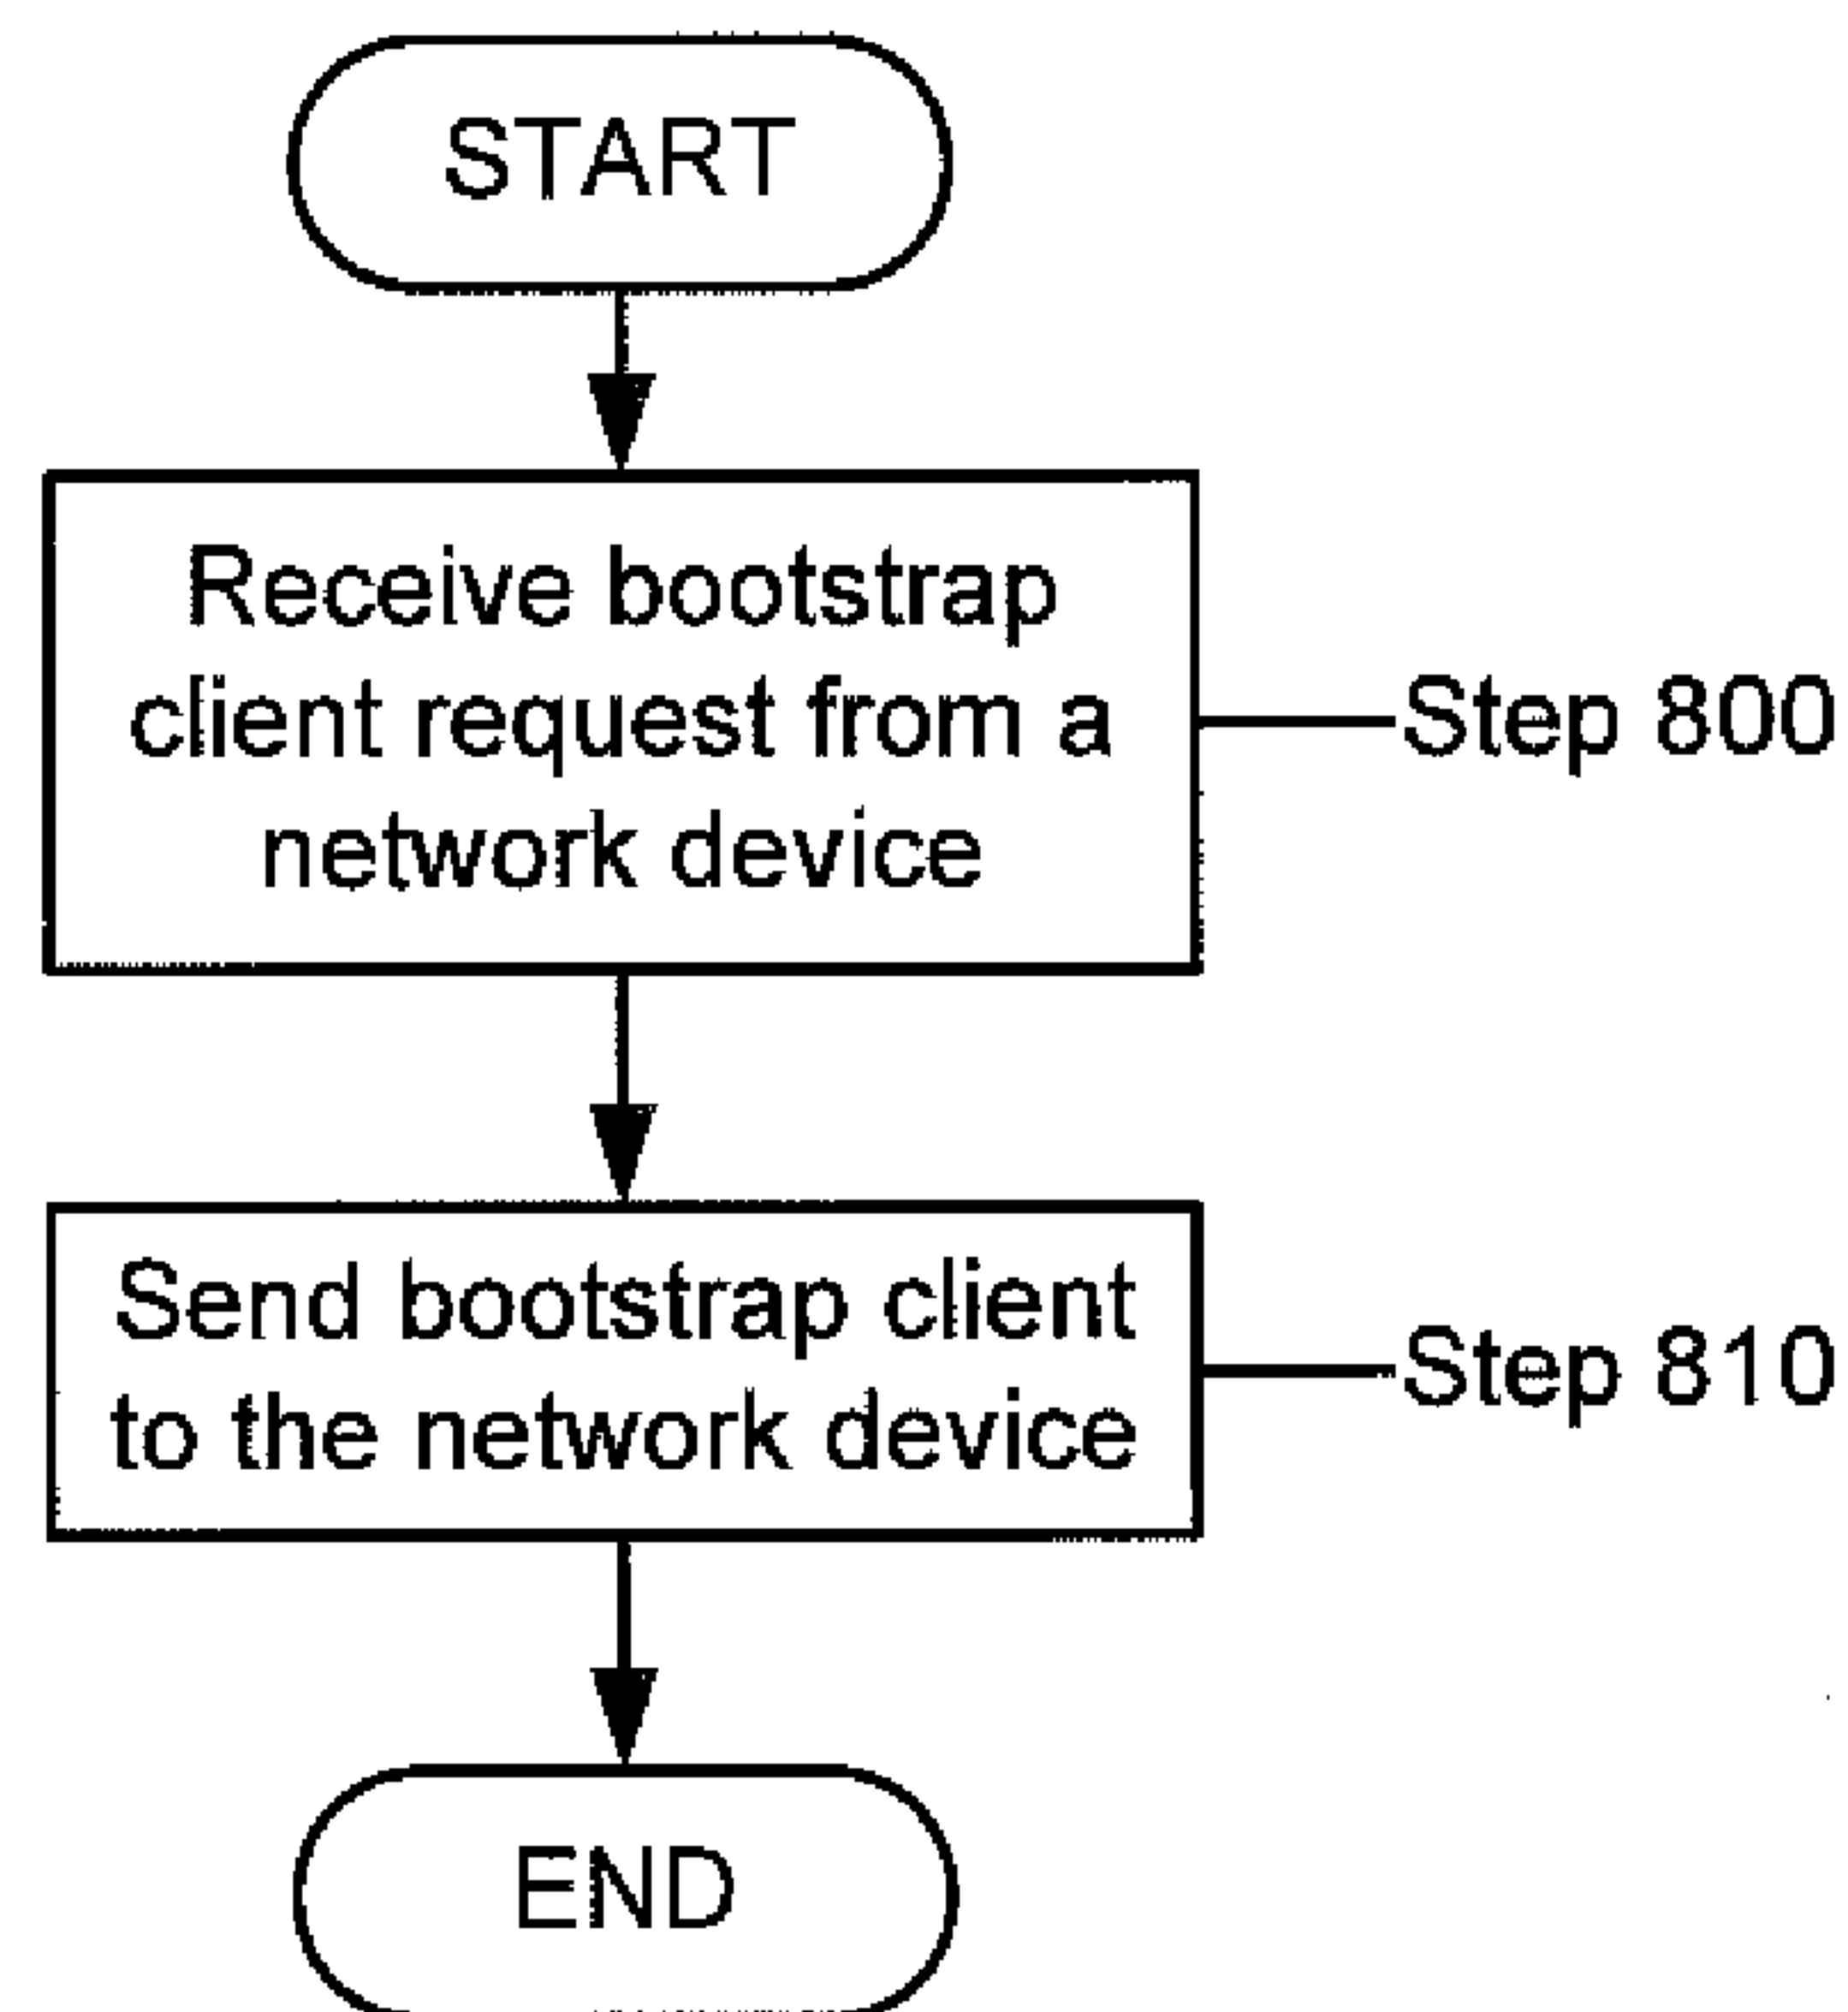 START
Receive bootstrap
client request from a
network device
Step 800
Send bootstrap client
to the network device
Step 810
END